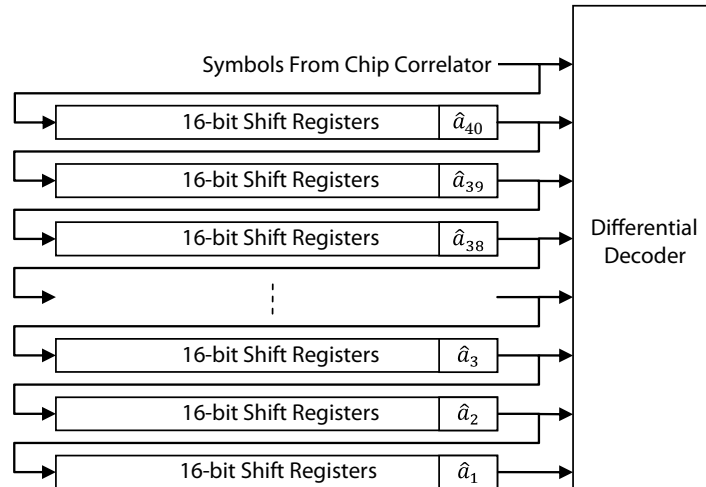 Symbols From Chip Correlator
16-bit Shift Registers â₄₀
16-bit Shift Registers â₃₉
16-bit Shift Registers â₃₈
Differential
Decoder
16-bit Shift Registers â₃
16-bit Shift Registers â₂
16-bit Shift Registers â₁